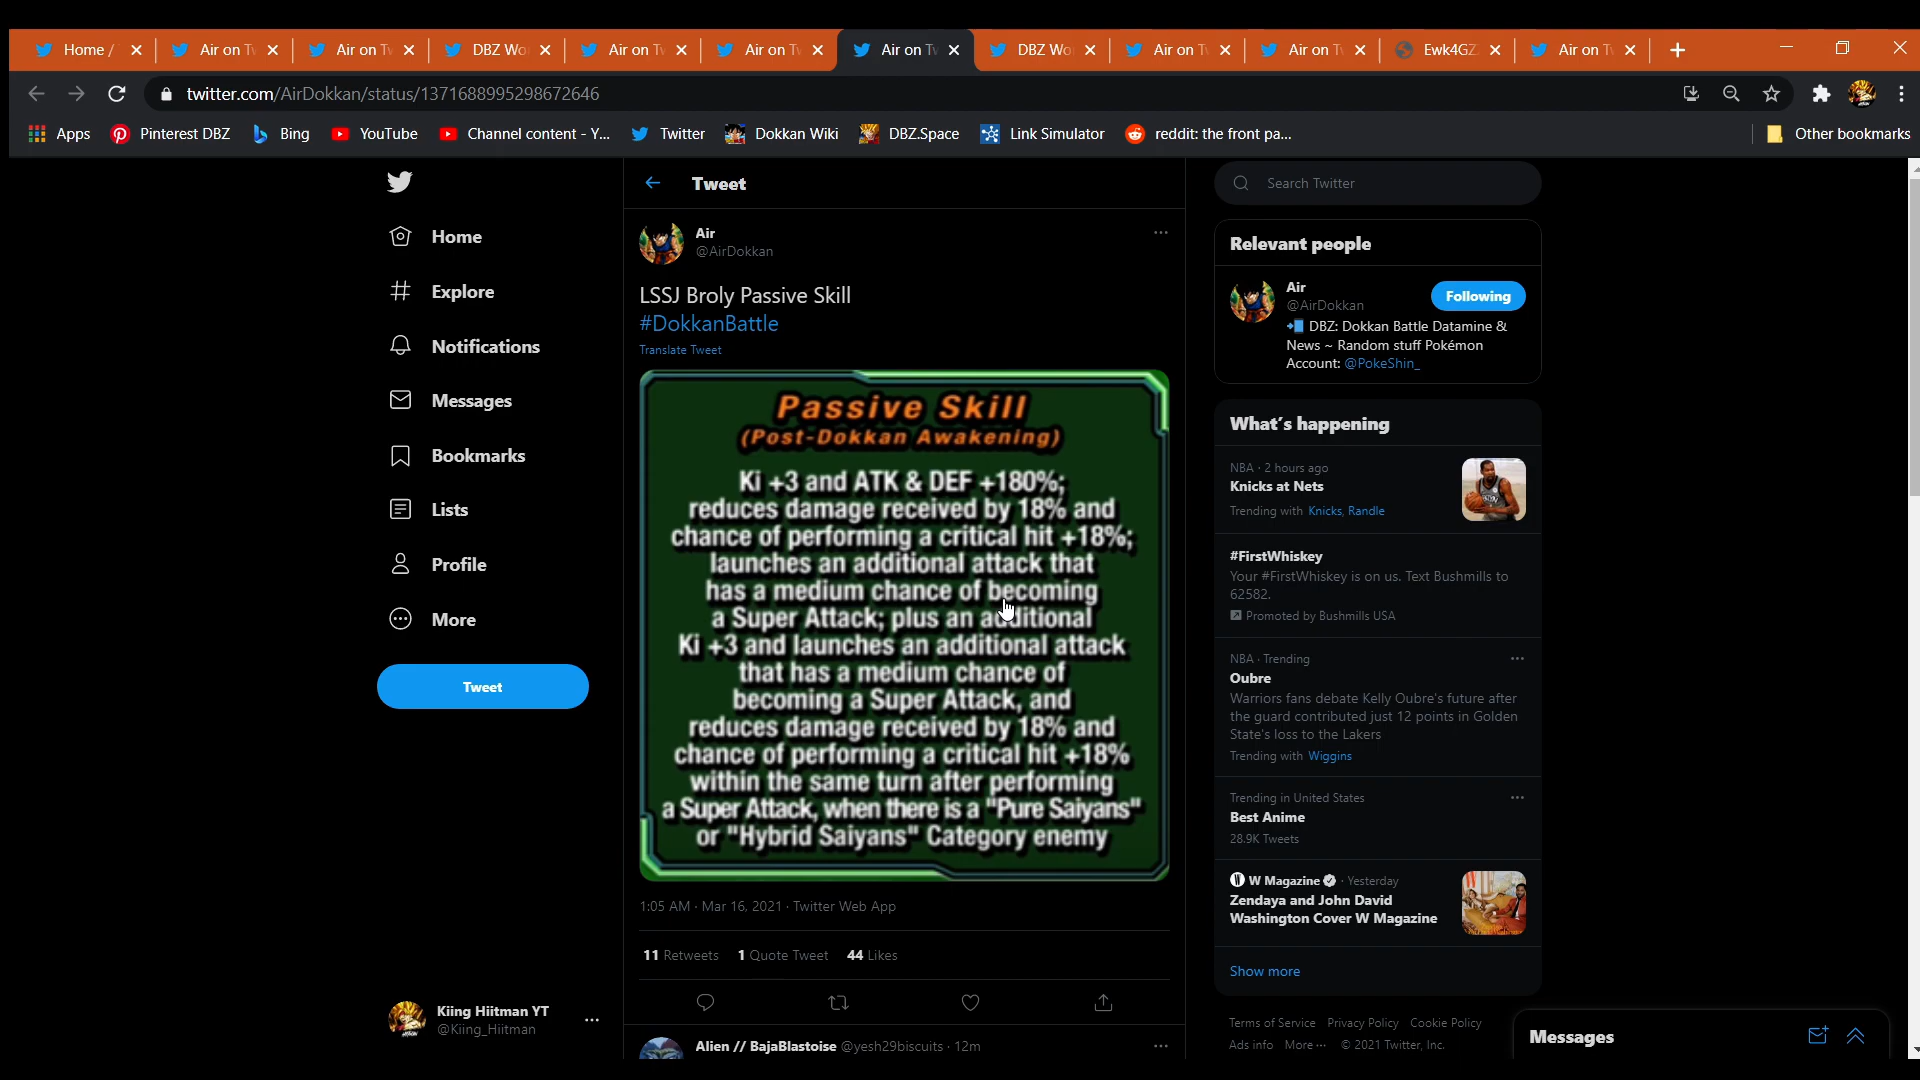 Home /
Air on Tw
Air on Tw
DBZ Wo
Air on Tw
Air on Tw
Air on Tw
DBZ Wo
Air on Tw
Air on Tw
Ewk4GZ
Air on Tw
twitter.com/AirDokkan/status/1371688995298672646
Apps
Pinterest DBZ
Bing
YouTube
Channel content - Y...
Twitter
Dokkan Wiki
DBZ.Space
Link Simulator
reddit: the front pa...
Other bookmarks
Home
Explore
Notifications
Messages
Bookmarks
Lists
Profile
More
Tweet
Kiing Hiitman YT
@Kiing_Hiitman
Tweet
Air
@AirDokkan
LSSJ Broly Passive Skill
#DokkanBattle
Translate Tweet
Passive Skill
(Post-Dokkan Awakening)
Ki +3 and ATK & DEF +180%;
reduces damage received by 18% and
chance of performing a critical hit +18%;
launches an additional attack that
has a medium chance of becoming
a Super Attack; plus an additional
Ki +3 and launches an additional attack
that has a medium chance of
becoming a Super Attack, and
reduces damage received by 18% and
chance of performing a critical hit +18%
within the same turn after performing
a Super Attack, when there is a "Pure Saiyans"
or "Hybrid Saiyans" Category enemy
1:05 AM · Mar 16, 2021 · Twitter Web App
11 Retweets 1 Quote Tweet 44 Likes
Alien // BajaBlastoise @yesh29biscuits · 12m
Search Twitter
Relevant people
Air
@AirDokkan
Following
DBZ: Dokkan Battle Datamine &
News ~ Random stuff Pokémon
Account: @PokeShin_
What's happening
NBA · 2 hours ago
Knicks at Nets
Trending with Knicks, Randle
#FirstWhiskey
Your #FirstWhiskey is on us. Text Bushmills to
62582.
Promoted by Bushmills USA
NBA · Trending
Oubre
Warriors fans debate Kelly Oubre's future after
the guard contributed just 12 points in Golden
State's loss to the Lakers
Trending with Wiggins
Trending in United States
Best Anime
28.9K Tweets
W Magazine · Yesterday
Zendaya and John David
Washington Cover W Magazine
Show more
Terms of Service Privacy Policy Cookie Policy
Ads info More ··· © 2021 Twitter, Inc.
Messages